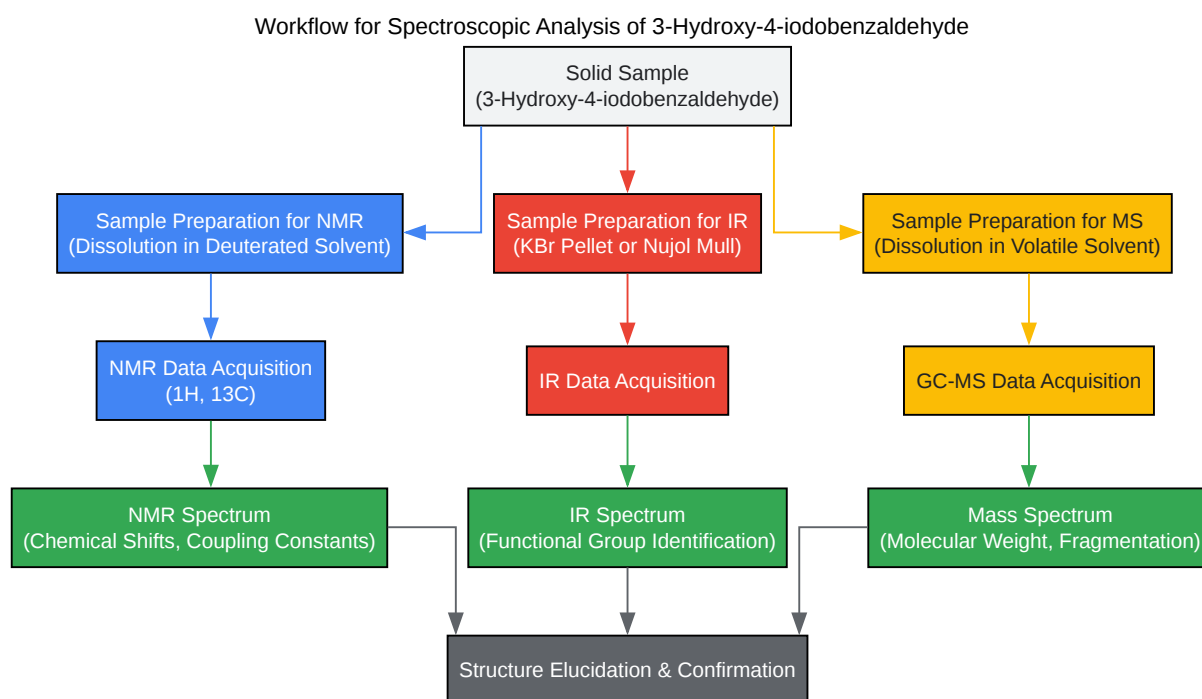 Workflow for Spectroscopic Analysis of 3-Hydroxy-4-iodobenzaldehyde
Solid Sample
(3-Hydroxy-4-iodobenzaldehyde)
Sample Preparation for NMR
(Dissolution in Deuterated Solvent)
Sample Preparation for IR
(KBr Pellet or Nujol Mull)
Sample Preparation for MS
(Dissolution in Volatile Solvent)
NMR Data Acquisition
(1H, 13C)
IR Data Acquisition
GC-MS Data Acquisition
NMR Spectrum
(Chemical Shifts, Coupling Constants)
IR Spectrum
(Functional Group Identification)
Mass Spectrum
(Molecular Weight, Fragmentation)
Structure Elucidation & Confirmation